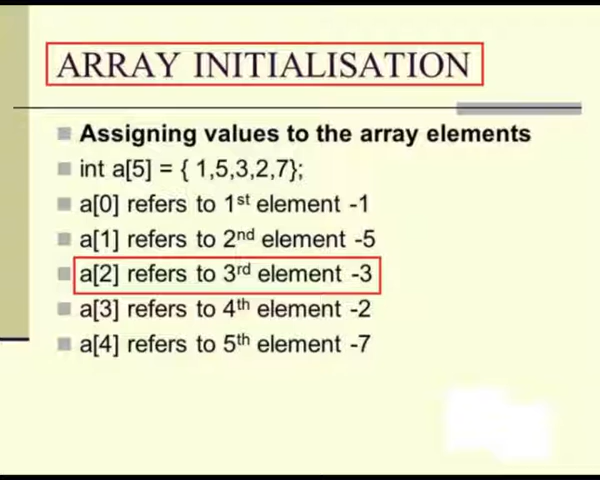 ARRAY INITIALISATION
Assigning values to the array elements
int a[5] = { 1,5,3,2,7};
a[0] refers to 1st element -1
a[1] refers to 2nd element -5
a[2] refers to 3rd element -3
a[3] refers to 4th element -2
a[4] refers to 5th element -7